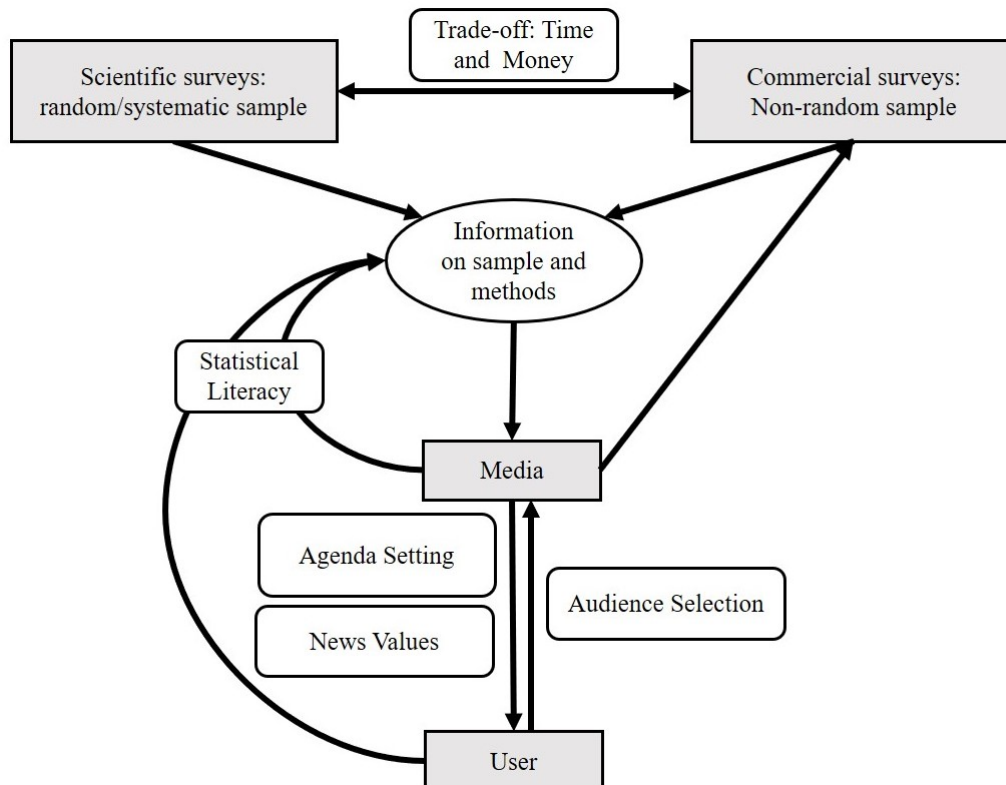 Trade-off: Time
and Money
Scientific surveys:
random/systematic sample
Commercial surveys:
Non-random sample
Information
on sample and
methods
Statistical
Literacy
Media
Agenda Setting
Audience Selection
News Values
User